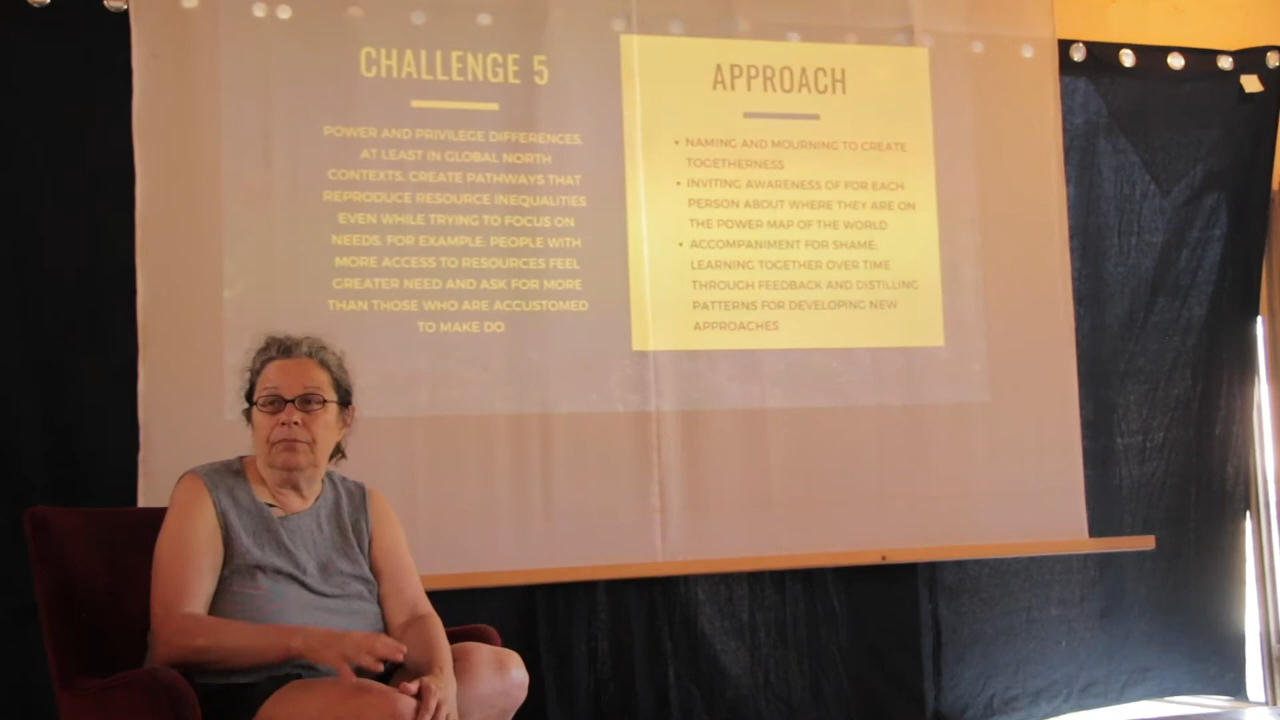 CHALLENGE 5
POWER AND PRIVILEGE DIFFERENCES,
AT LEAST IN GLOBAL NORTH
CONTEXTS, CREATE PATHWAYS THAT
REPRODUCE RESOURCE INEQUALITIES
EVEN WHILE TRYING TO FOCUS ON
NEEDS. FOR EXAMPLE: PEOPLE WITH
MORE ACCESS TO RESOURCES FEEL
GREATER NEED AND ASK FOR MORE
THAN THOSE WHO ARE ACCUSTOMED
TO MAKE DO
APPROACH
• NAMING AND MOURNING TO CREATE
TOGETHERNESS
• INVITING AWARENESS OF FOR EACH
PERSON ABOUT WHERE THEY ARE ON
THE POWER MAP OF THE WORLD
• ACCOMPANIMENT FOR SHAME;
LEARNING TOGETHER OVER TIME
THROUGH FEEDBACK AND DISTILLING
PATTERNS FOR DEVELOPING NEW
APPROACHES